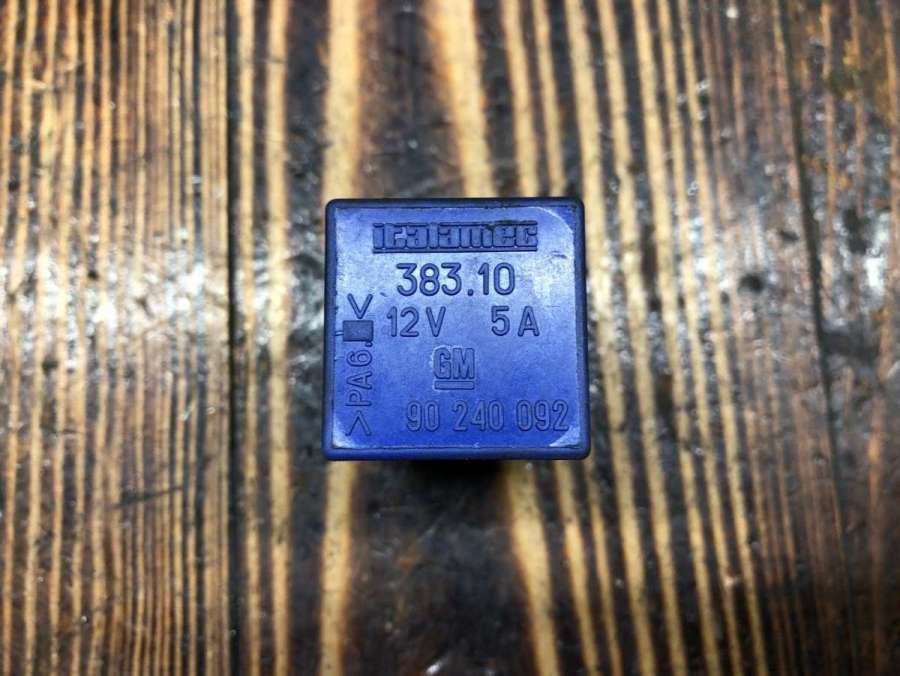 italamec
383.10
12V 5A
GM
90 240 092
>PA6.<